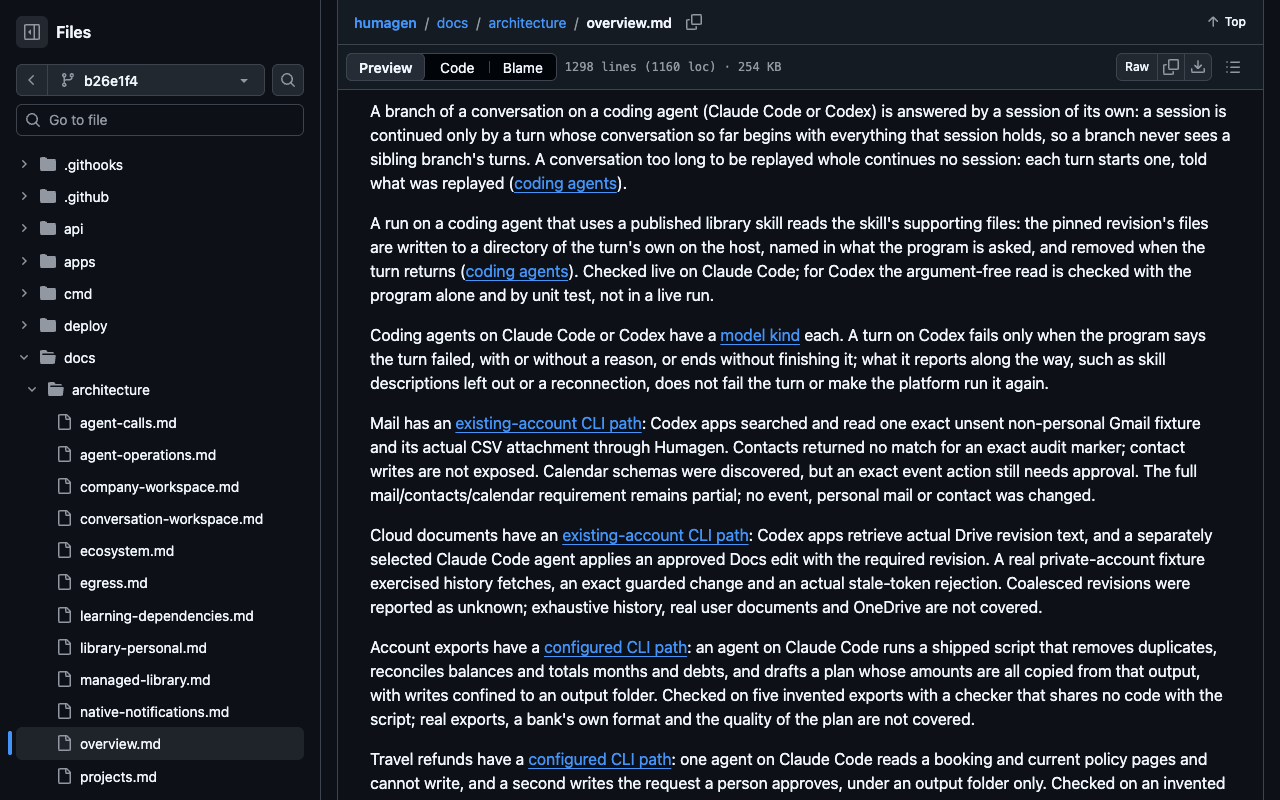 Files
humagen / docs / architecture / overview.md
Top
b26e1f4
Preview Code Blame 1298 lines (1160 loc) · 254 KB
Raw
Go to file
.githooks
.github
api
apps
cmd
deploy
docs
architecture
agent-calls.md
agent-operations.md
company-workspace.md
conversation-workspace.md
ecosystem.md
egress.md
learning-dependencies.md
library-personal.md
managed-library.md
native-notifications.md
overview.md
projects.md
A branch of a conversation on a coding agent (Claude Code or Codex) is answered by a session of its own: a session is
continued only by a turn whose conversation so far begins with everything that session holds, so a branch never sees a
sibling branch's turns. A conversation too long to be replayed whole continues no session: each turn starts one, told
what was replayed (coding agents).
A run on a coding agent that uses a published library skill reads the skill's supporting files: the pinned revision's files
are written to a directory of the turn's own on the host, named in what the program is asked, and removed when the
turn returns (coding agents). Checked live on Claude Code; for Codex the argument-free read is checked with the
program alone and by unit test, not in a live run.
Coding agents on Claude Code or Codex have a model kind each. A turn on Codex fails only when the program says
the turn failed, with or without a reason, or ends without finishing it; what it reports along the way, such as skill
descriptions left out or a reconnection, does not fail the turn or make the platform run it again.
Mail has an existing-account CLI path: Codex apps searched and read one exact unsent non-personal Gmail fixture
and its actual CSV attachment through Humagen. Contacts returned no match for an exact audit marker; contact
writes are not exposed. Calendar schemas were discovered, but an exact event action still needs approval. The full
mail/contacts/calendar requirement remains partial; no event, personal mail or contact was changed.
Cloud documents have an existing-account CLI path: Codex apps retrieve actual Drive revision text, and a separately
selected Claude Code agent applies an approved Docs edit with the required revision. A real private-account fixture
exercised history fetches, an exact guarded change and an actual stale-token rejection. Coalesced revisions were
reported as unknown; exhaustive history, real user documents and OneDrive are not covered.
Account exports have a configured CLI path: an agent on Claude Code runs a shipped script that removes duplicates,
reconciles balances and totals months and debts, and drafts a plan whose amounts are all copied from that output,
with writes confined to an output folder. Checked on five invented exports with a checker that shares no code with the
script; real exports, a bank's own format and the quality of the plan are not covered.
Travel refunds have a configured CLI path: one agent on Claude Code reads a booking and current policy pages and
cannot write, and a second writes the request a person approves, under an output folder only. Checked on an invented